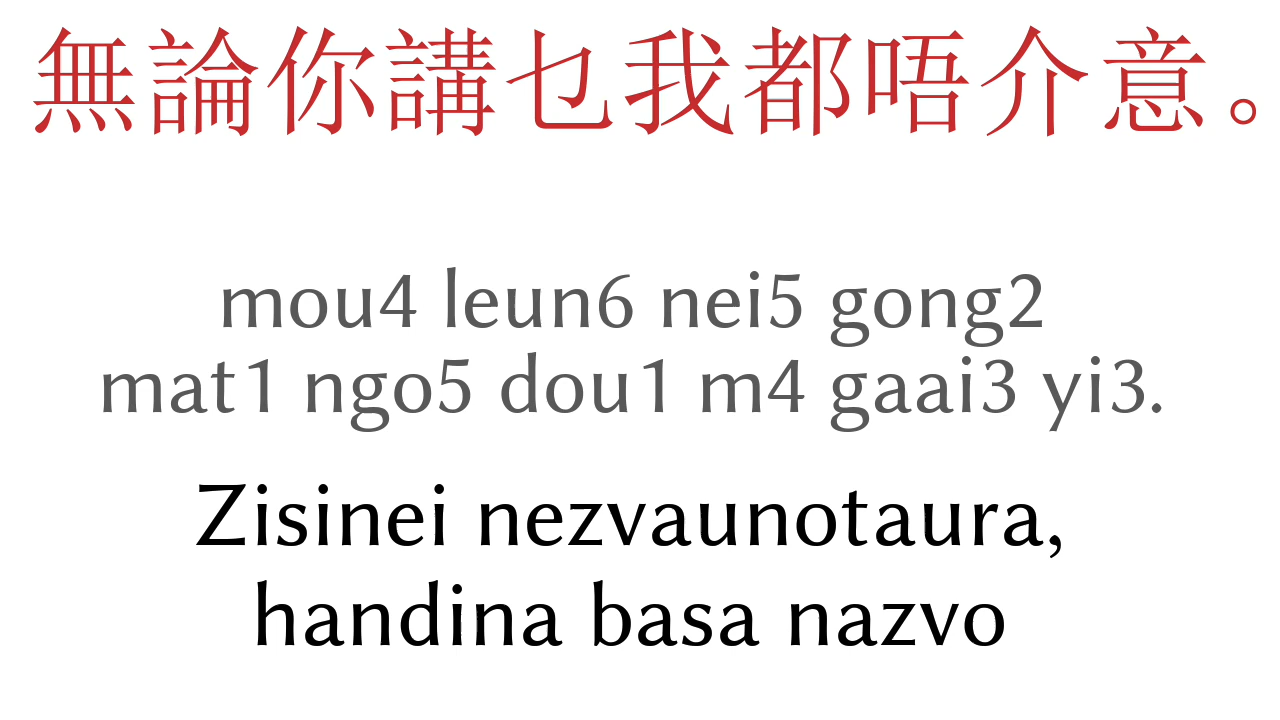 無論你講乜我都唔介意。
mou4 leun6 nei5 gong2
mat1 ngo5 dou1 m4 gaai3 yi3.
Zisinei nezvaunotaura,
handina basa nazvo